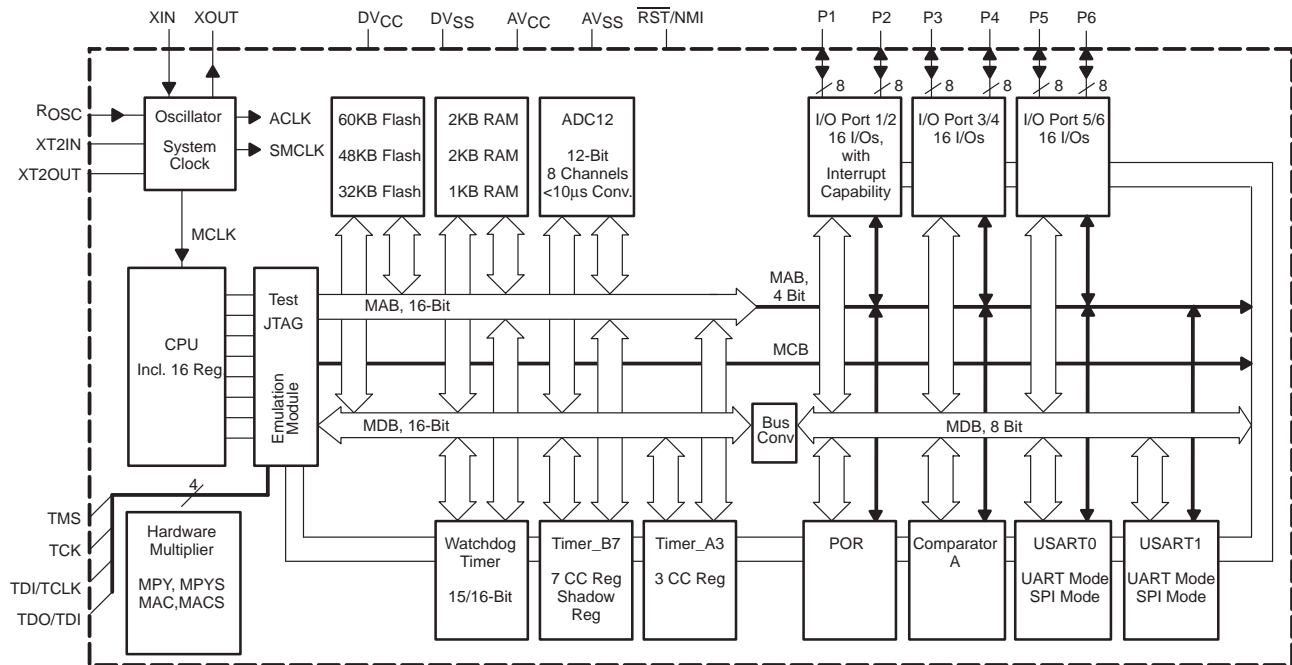 XIN XOUT DVCC DVSS AVCC AVSS RST/NMI P1 P2 P3 P4 P5 P6
8 8 8 8 8 8
ROSC
XT2IN
XT2OUT
Oscillator
System
Clock
ACLK
SMCLK
MCLK
60KB Flash
48KB Flash
32KB Flash
2KB RAM
2KB RAM
1KB RAM
ADC12
12-Bit
8 Channels
<10µs Conv.
I/O Port 1/2
16 I/Os,
with
Interrupt
Capability
I/O Port 3/4
16 I/Os
I/O Port 5/6
16 I/Os
CPU
Incl. 16 Reg.
Test
JTAG
Emulation
Module
MAB, 16-Bit
MAB,
4 Bit
MCB
MDB, 16-Bit
Bus
Conv
MDB, 8 Bit
4
TMS
TCK
TDI/TCLK
TDO/TDI
Hardware
Multiplier
MPY, MPYS
MAC,MACS
Watchdog
Timer
15/16-Bit
Timer_B7
7 CC Reg
Shadow
Reg
Timer_A3
3 CC Reg
POR
Comparator
A
USART0
UART Mode
SPI Mode
USART1
UART Mode
SPI Mode